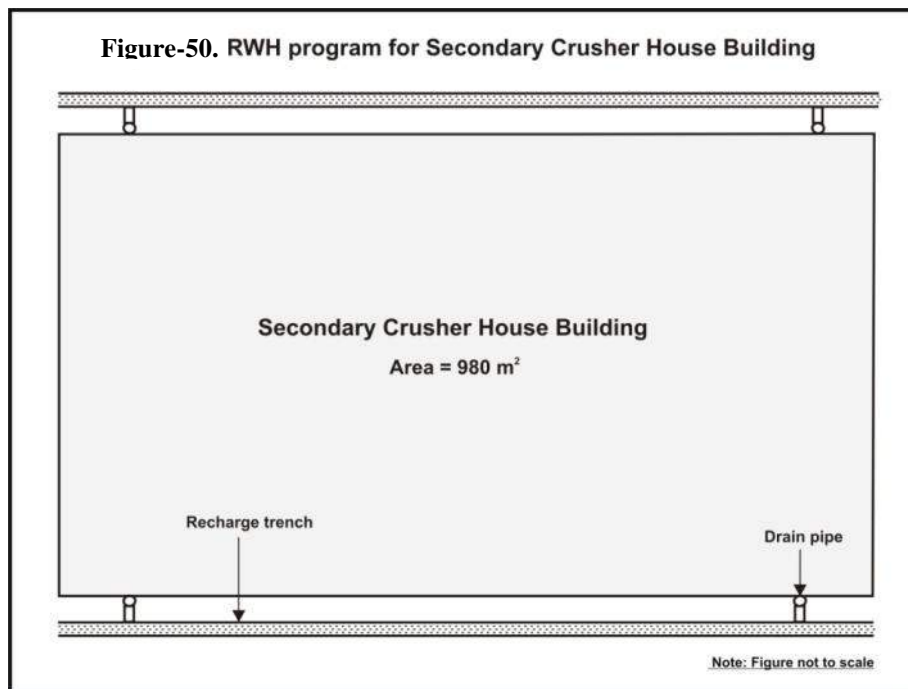 Figure-50. RWH program for Secondary Crusher House Building
Secondary Crusher House Building
Area = 980 m²
Recharge trench
Drain pipe
Note: Figure not to scale